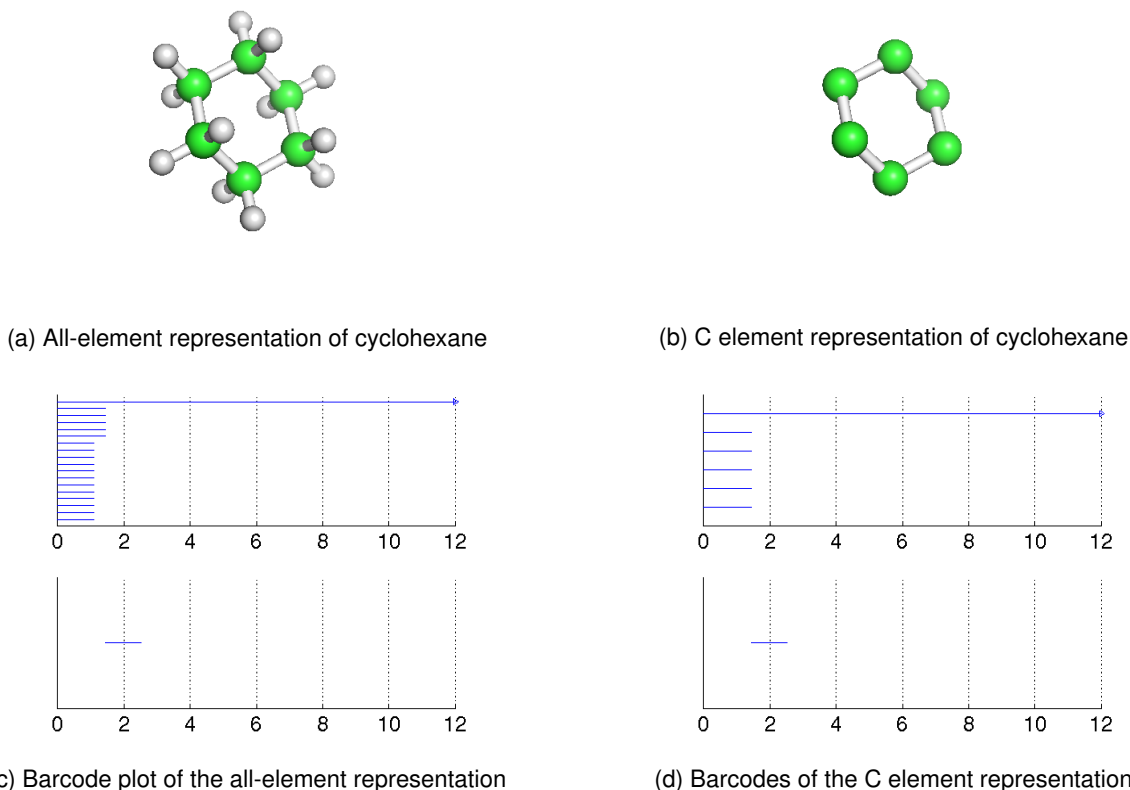 (a) All-element representation of cyclohexane
(b) C element representation of cyclohexane
0 2 4 6 8 10 12
0 2 4 6 8 10 12
0 2 4 6 8 10 12
0 2 4 6 8 10 12
c) Barcode plot of the all-element representation
(d) Barcodes of the C element representation